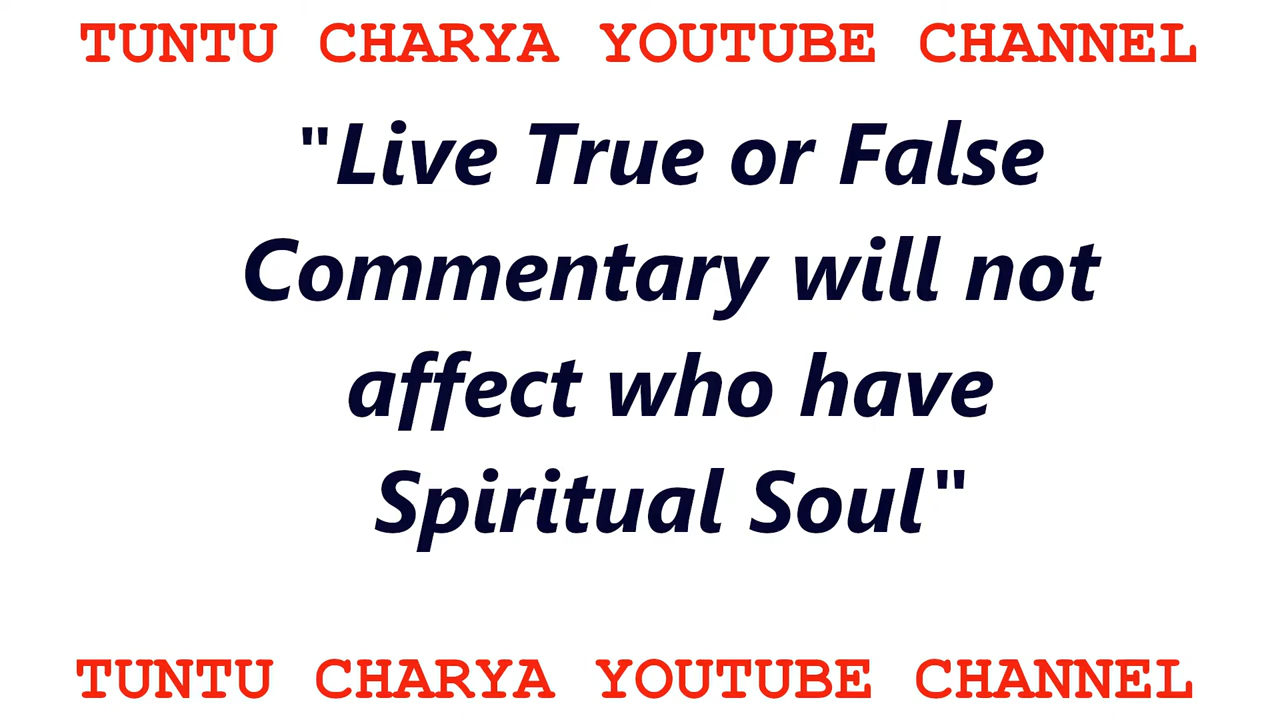 TUNTU CHARYA YOUTUBE CHANNEL
"Live True or False
Commentary will not
affect who have
Spiritual Soul"
TUNTU CHARYA YOUTUBE CHANNEL